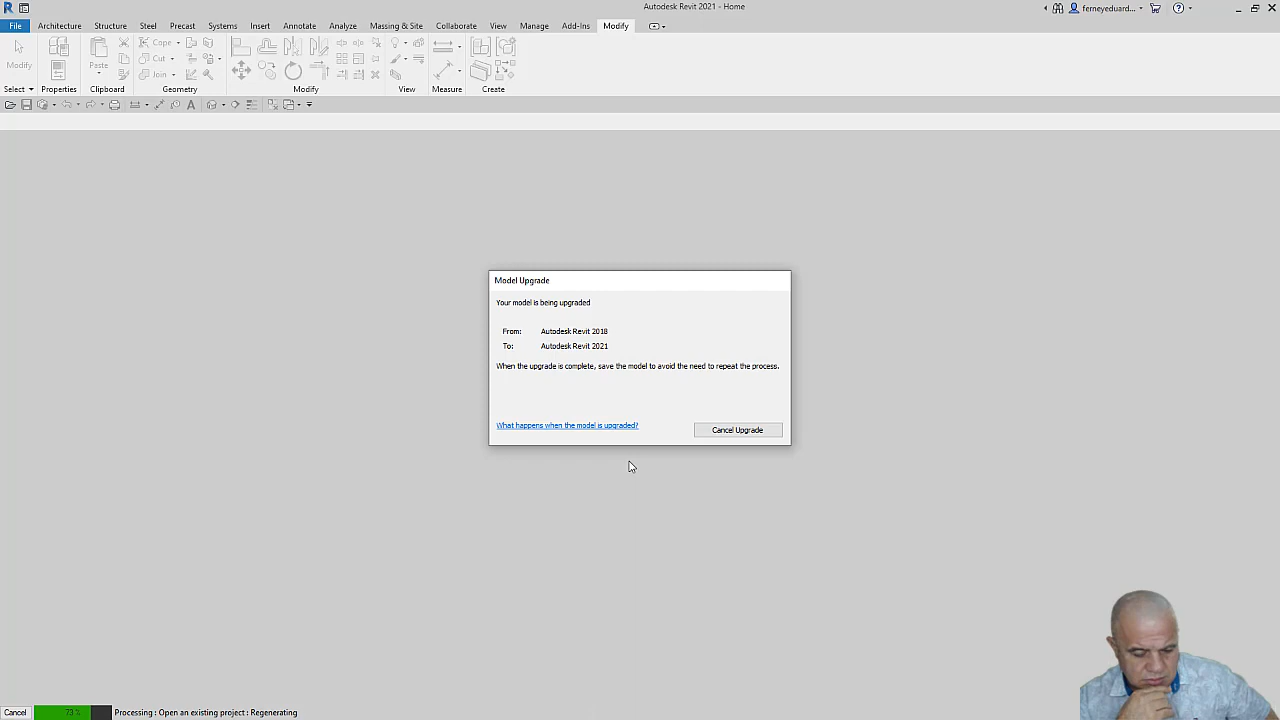 Autodesk Revit 2021 - Home
ferneyeduard...
File Architecture Structure Steel Systems Precast Insert Annotate Analyze Massing & Site Collaborate View Manage Add-Ins Modify
Cope
Cut
Join
Modify
Paste
Select Properties Clipboard Geometry Modify View Measure Create
Model Upgrade
Your model is being upgraded
From: Autodesk Revit 2018
To: Autodesk Revit 2021
When the upgrade is complete, save the model to avoid the need to repeat the process.
What happens when the model is upgraded?
Cancel Upgrade
Cancel 73 % Processing : Open an existing project : Regenerating